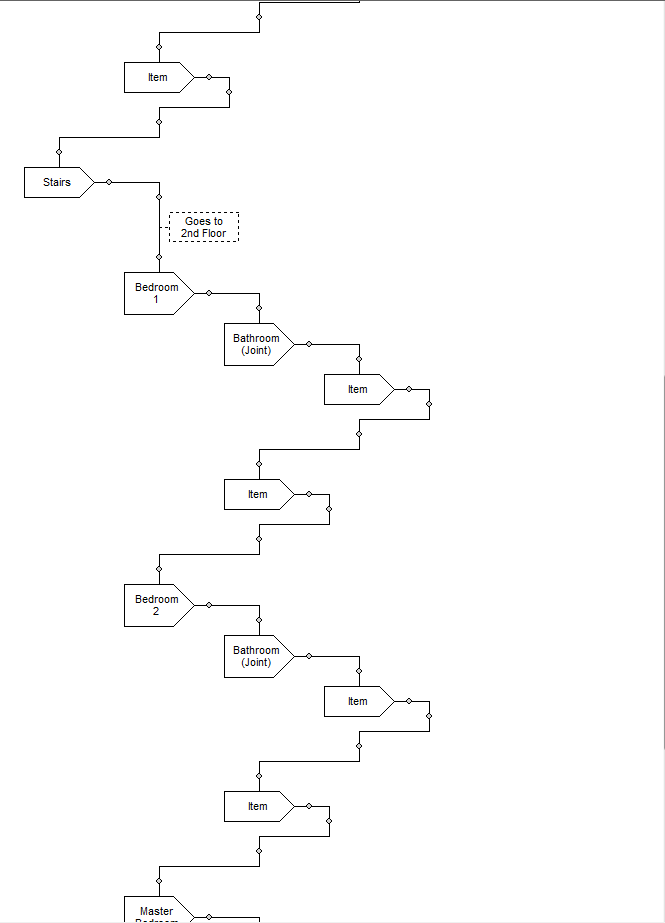 Item
Stairs
Goes to
2nd Floor
Bedroom
1
Bathroom
(Joint)
Item
Item
Bedroom
2
Bathroom
(Joint)
Item
Item
Master
Bedroom